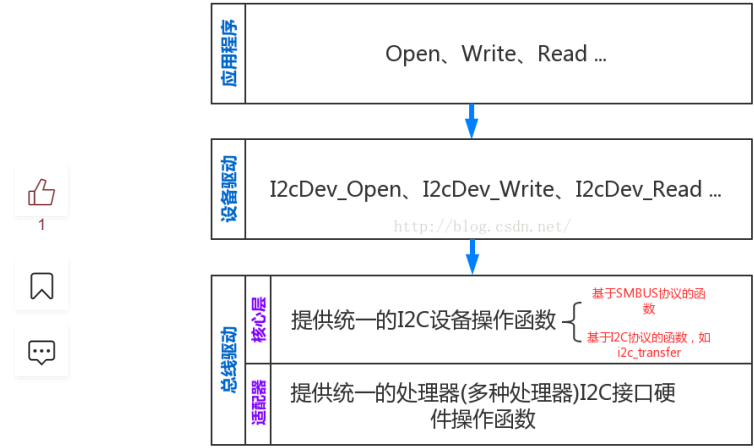 应用程序
Open、Write、Read ...
设备驱动
I2cDev_Open、I2cDev_Write、I2cDev_Read ...
http://blog.csdn.net/
1
总线驱动
核心层
提供统一的I2C设备操作函数
基于SMBUS协议的函
数
基于I2C协议的函数，如
i2c_transfer
适配器
提供统一的处理器(多种处理器)I2C接口硬
件操作函数